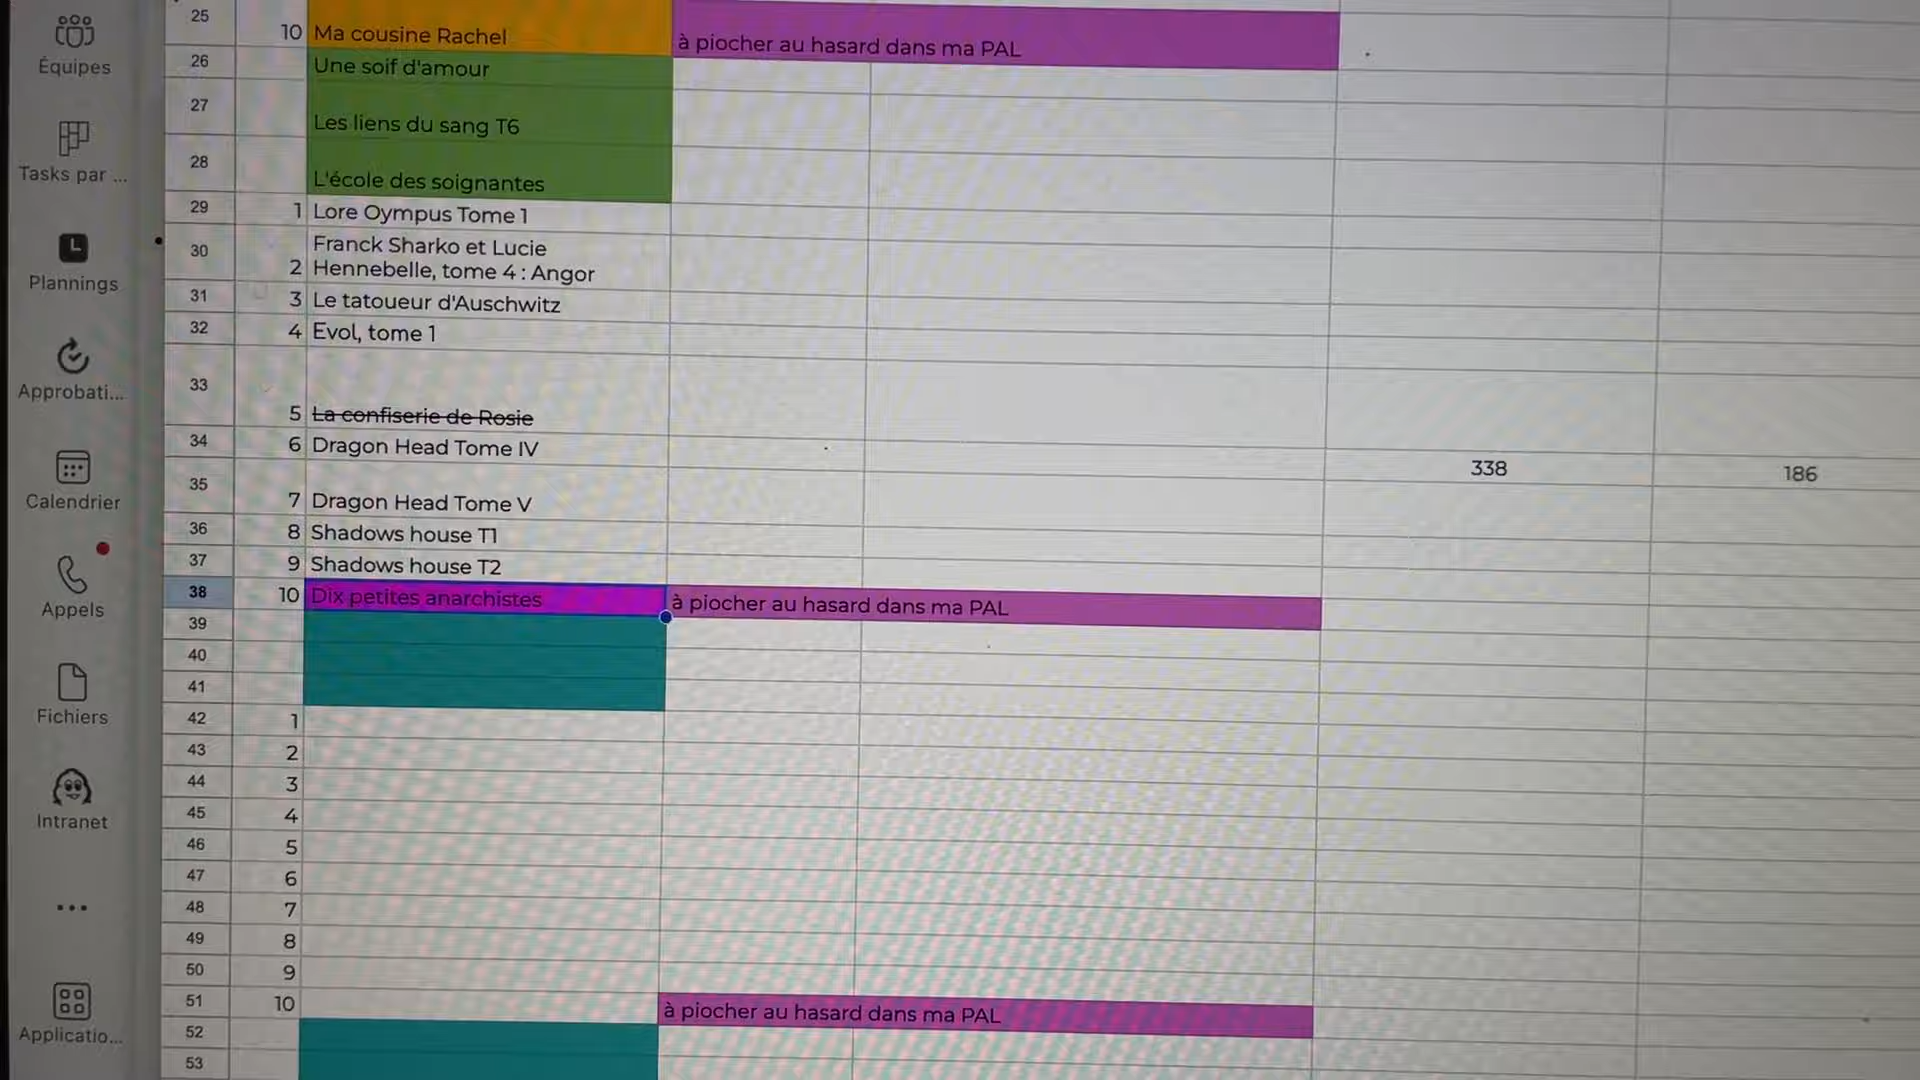 Équipes
Tasks par ...
Plannings
Approbati...
Calendrier
Appels
Fichiers
Intranet
Applicatio...
25 10 Ma cousine Rachel à piocher au hasard dans ma PAL
26 Une soif d'amour
27 Les liens du sang T6
28 L'école des soignantes
29 1 Lore Oympus Tome 1
30 2 Franck Sharko et Lucie
Hennebelle, tome 4 : Angor
31 3 Le tatoueur d'Auschwitz
32 4 Evol, tome 1
33 5 La confiserie de Rosie
34 6 Dragon Head Tome IV 338 186
35 7 Dragon Head Tome V
36 8 Shadows house T1
37 9 Shadows house T2
38 10 Dix petites anarchistes à piocher au hasard dans ma PAL
39
40
41
42 1
43 2
44 3
45 4
46 5
47 6
48 7
49 8
50 9
51 10 à piocher au hasard dans ma PAL
52
53